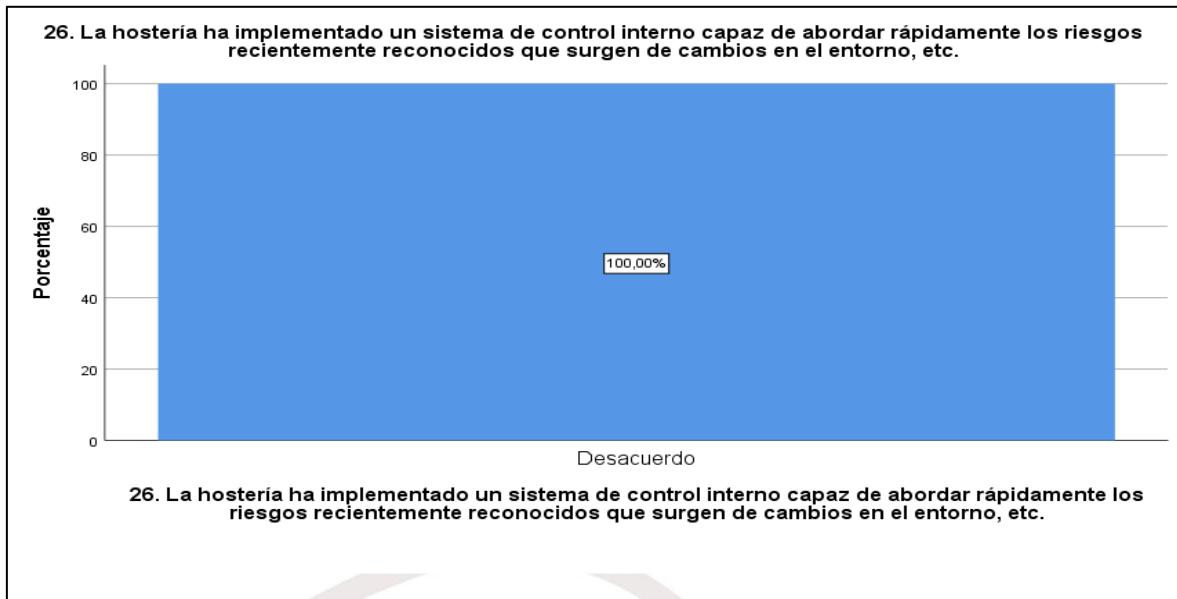 26. La hostería ha implementado un sistema de control interno capaz de abordar rápidamente los riesgos
recientemente reconocidos que surgen de cambios en el entorno, etc.
100
80
60
40
20
0
Porcentaje
100,00%
Desacuerdo
26. La hostería ha implementado un sistema de control interno capaz de abordar rápidamente los
riesgos recientemente reconocidos que surgen de cambios en el entorno, etc.